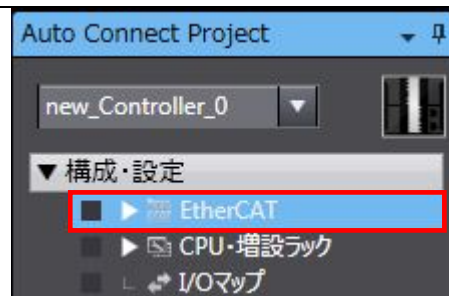 Auto Connect Project
new_Controller_0
構成・設定
EtherCAT
CPU・増設ラック
I/Oマップ